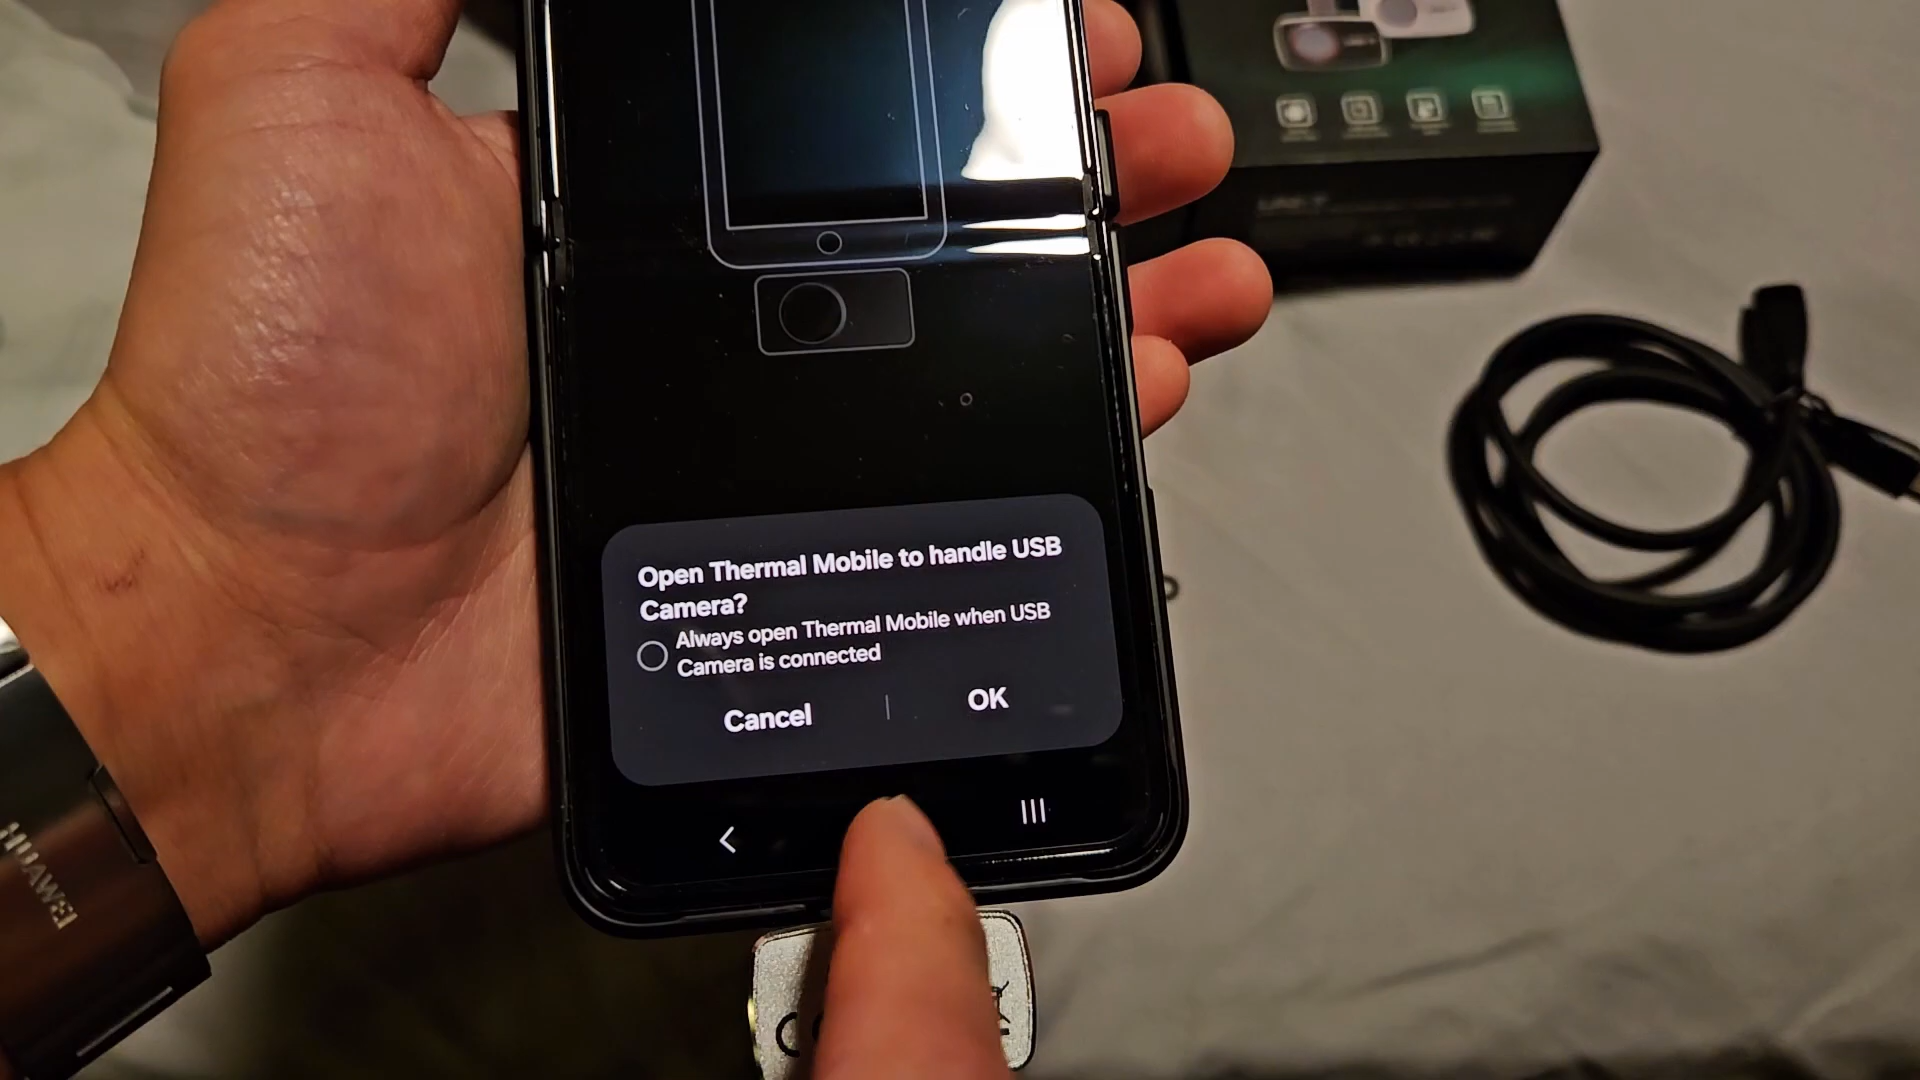 Open Thermal Mobile to handle USB
Camera?
Always open Thermal Mobile when USB
Camera is connected
Cancel
OK
HUAWEI